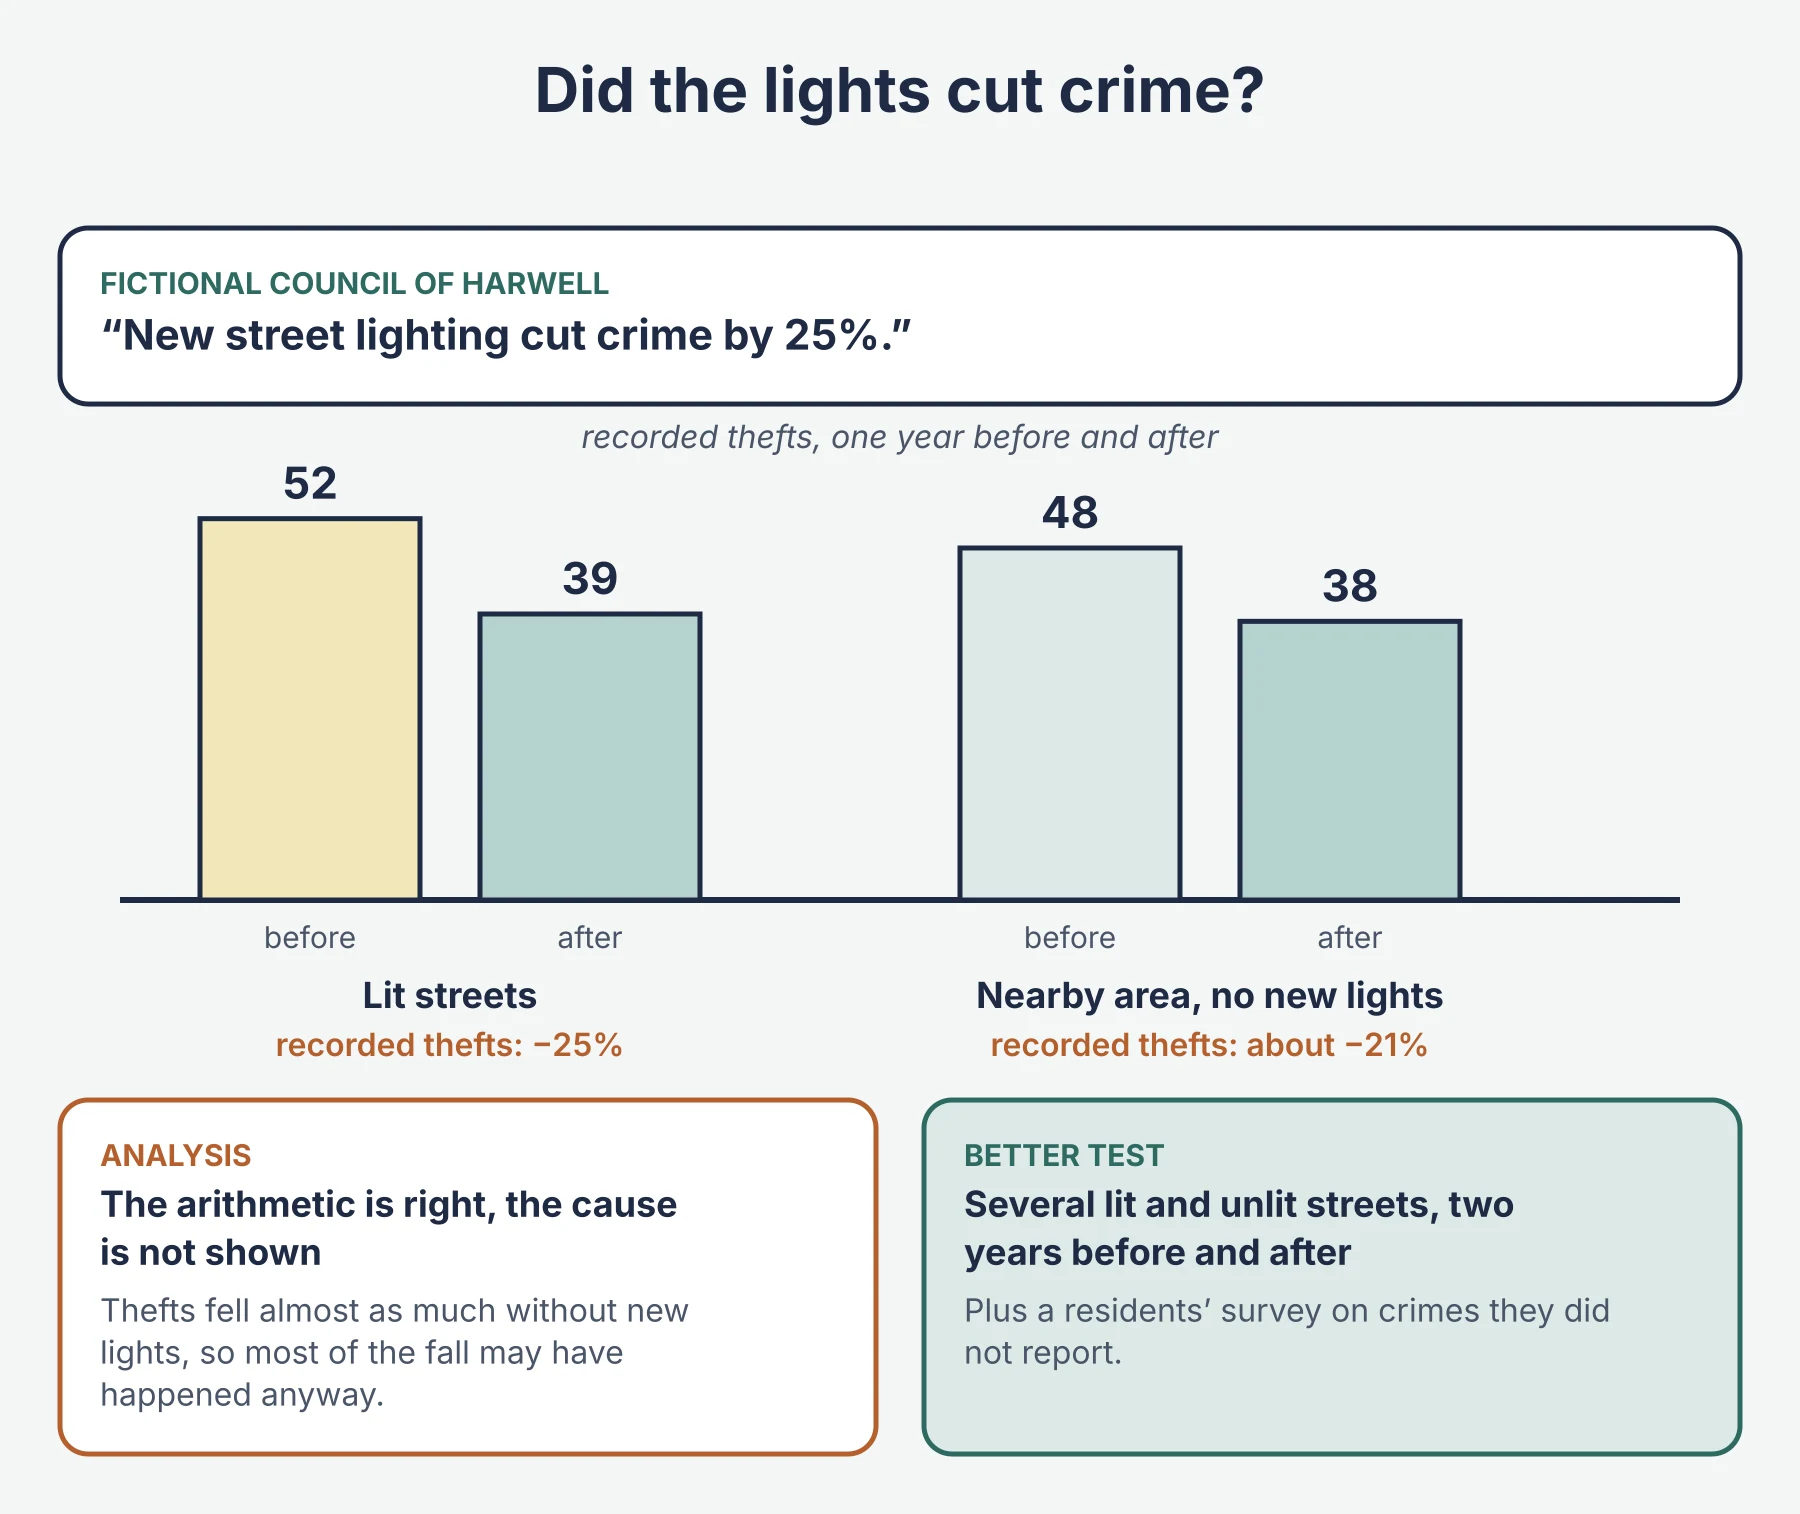 Did the lights cut crime?
FICTIONAL COUNCIL OF HARWELL
“New street lighting cut crime by 25%.”
recorded thefts, one year before and after
52
39
48
38
before
after
before
after
Lit streets
Nearby area, no new lights
recorded thefts: −25%
recorded thefts: about −21%
ANALYSIS
The arithmetic is right, the cause
is not shown
Thefts fell almost as much without new
lights, so most of the fall may have
happened anyway.
BETTER TEST
Several lit and unlit streets, two
years before and after
Plus a residents’ survey on crimes they did
not report.